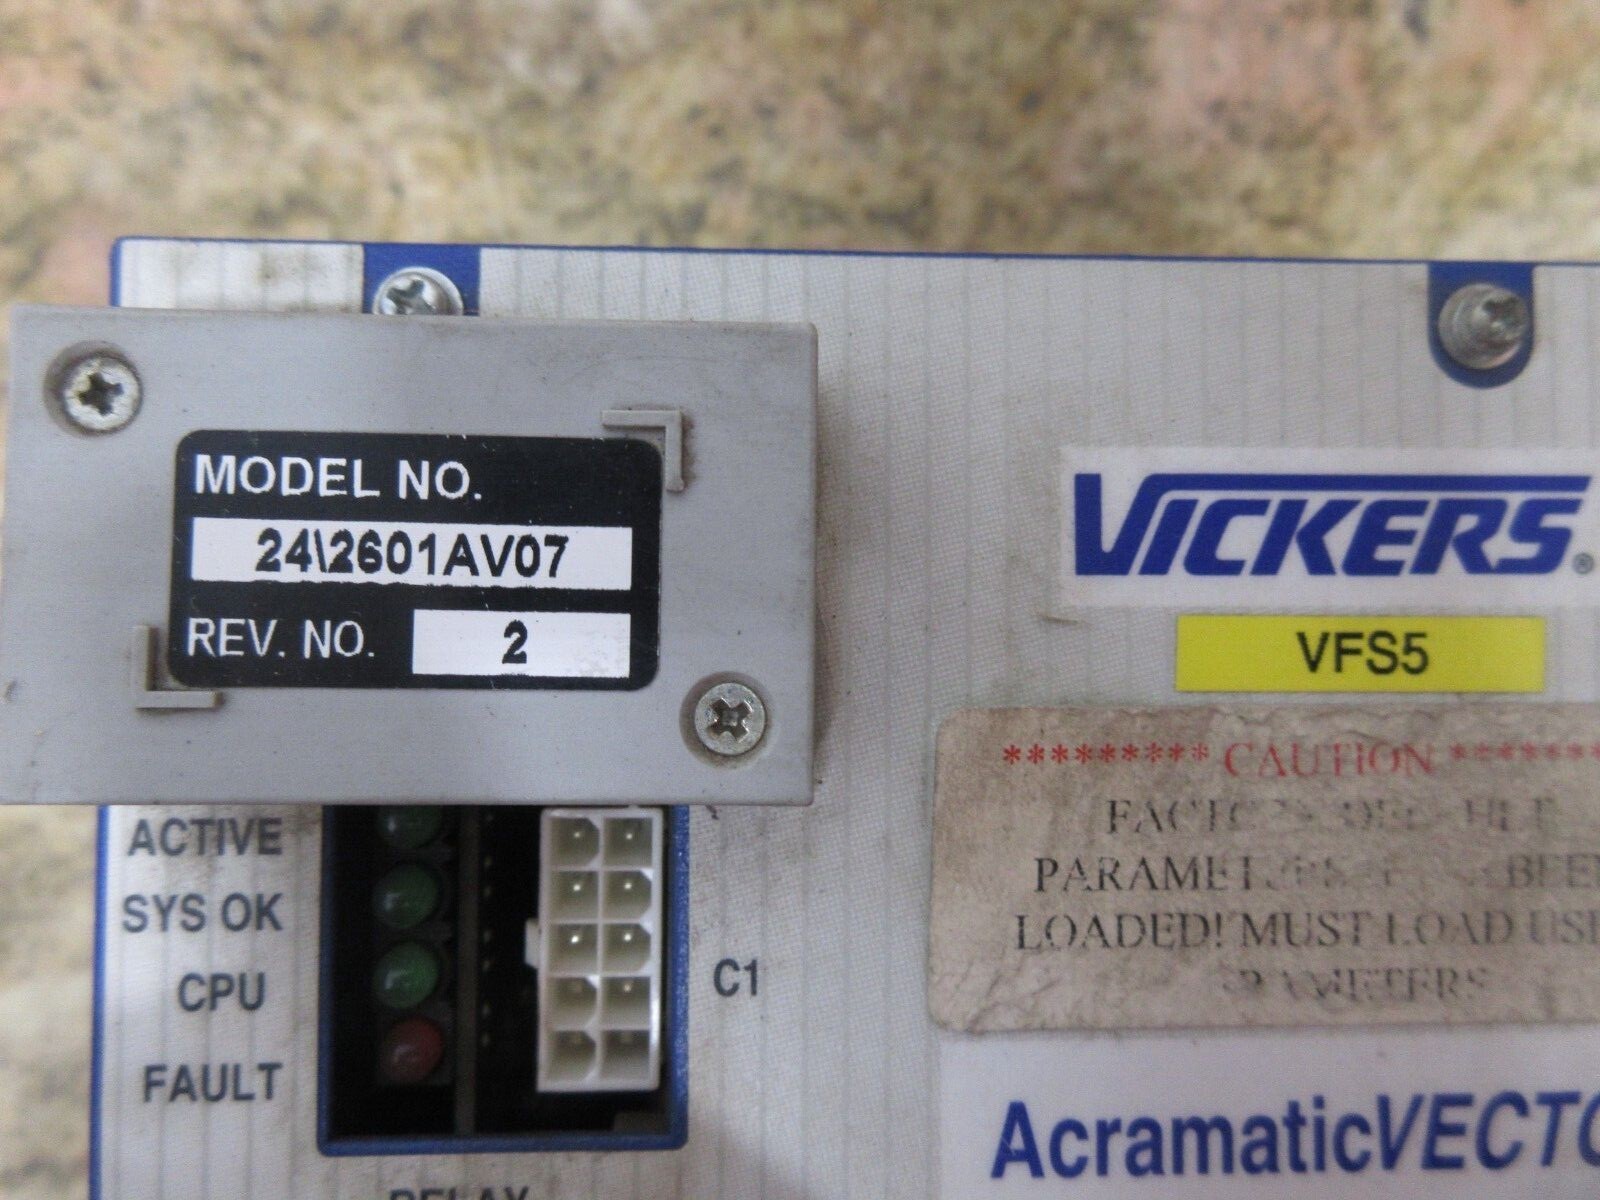 MODEL NO.
24\2601AV07
REV. NO. 2
VICKERS®
VFS5
********* CAUTION *******
LOADED! MUST LOAD
ACTIVE
SYS OK
CPU
FAULT
C1
AcramaticVECTO
RELAY